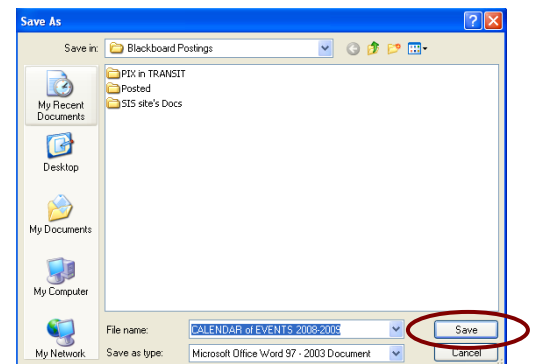 Save As
Save in:
Blackboard Postings
PIX in TRANSIT
Posted
SIS site's Docs
My Recent
Documents
Desktop
My Documents
My Computer
My Network
File name:
CALENDAR of EVENTS 2008-2009
Save
Save as type:
Microsoft Office Word 97 - 2003 Document
Cancel